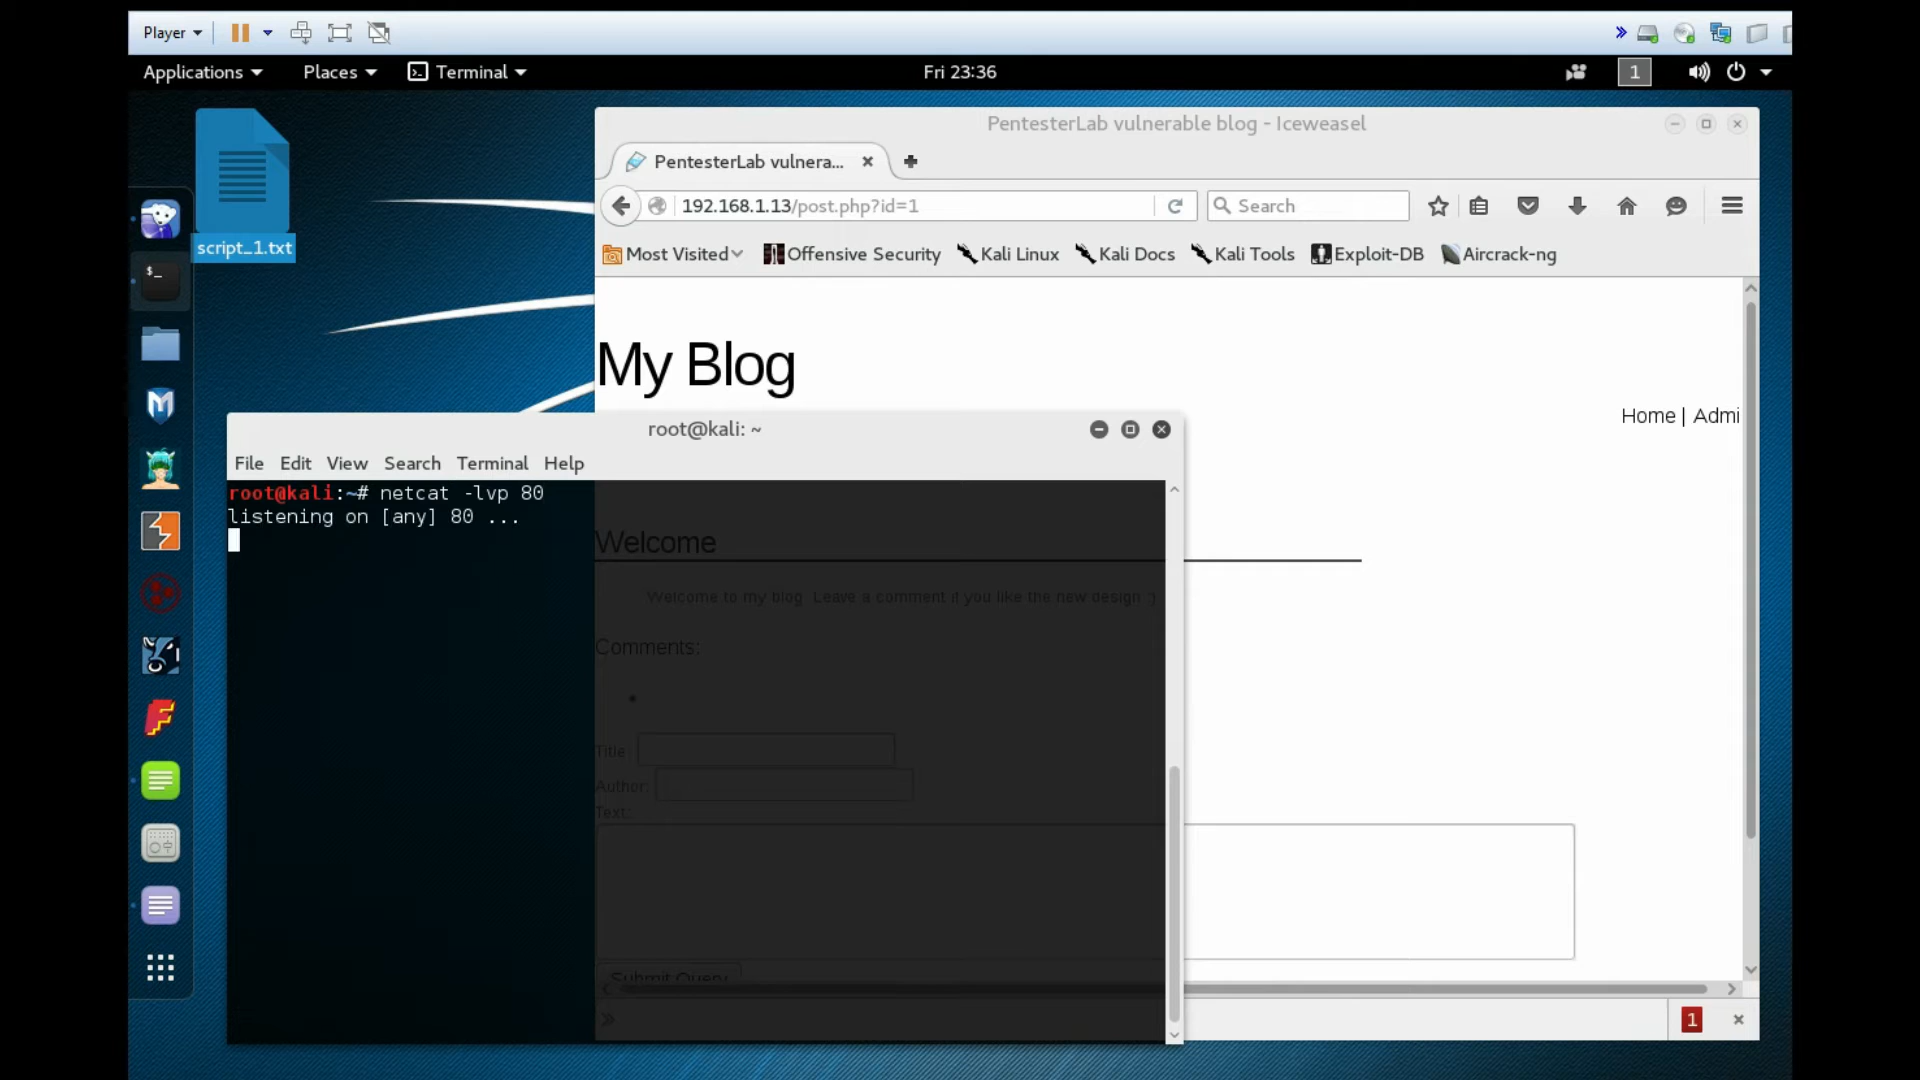 Player
Applications Places Terminal Fri 23:36 1
script_1.txt
PentesterLab vulnerable blog - Iceweasel
PentesterLab vulnera...
192.168.1.13/post.php?id=1 Search
Most Visited Offensive Security Kali Linux Kali Docs Kali Tools Exploit-DB Aircrack-ng
My Blog
Home | Admi
root@kali: ~
File Edit View Search Terminal Help
root@kali:~# netcat -lvp 80
listening on [any] 80 ...
Welcome
Welcome to my blog. Leave a comment if you like the new design :)
Comments:
Title:
Author:
Text:
Submit Query
1